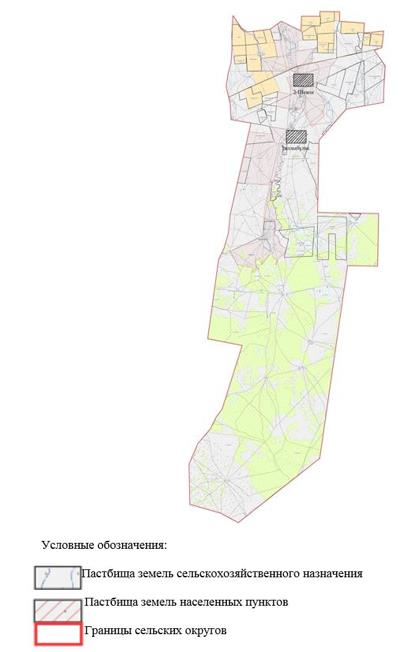 Условные обозначения:
Пастбища земель сельскохозяйственного назначения
Пастбища земель населенных пунктов
Границы сельских округов